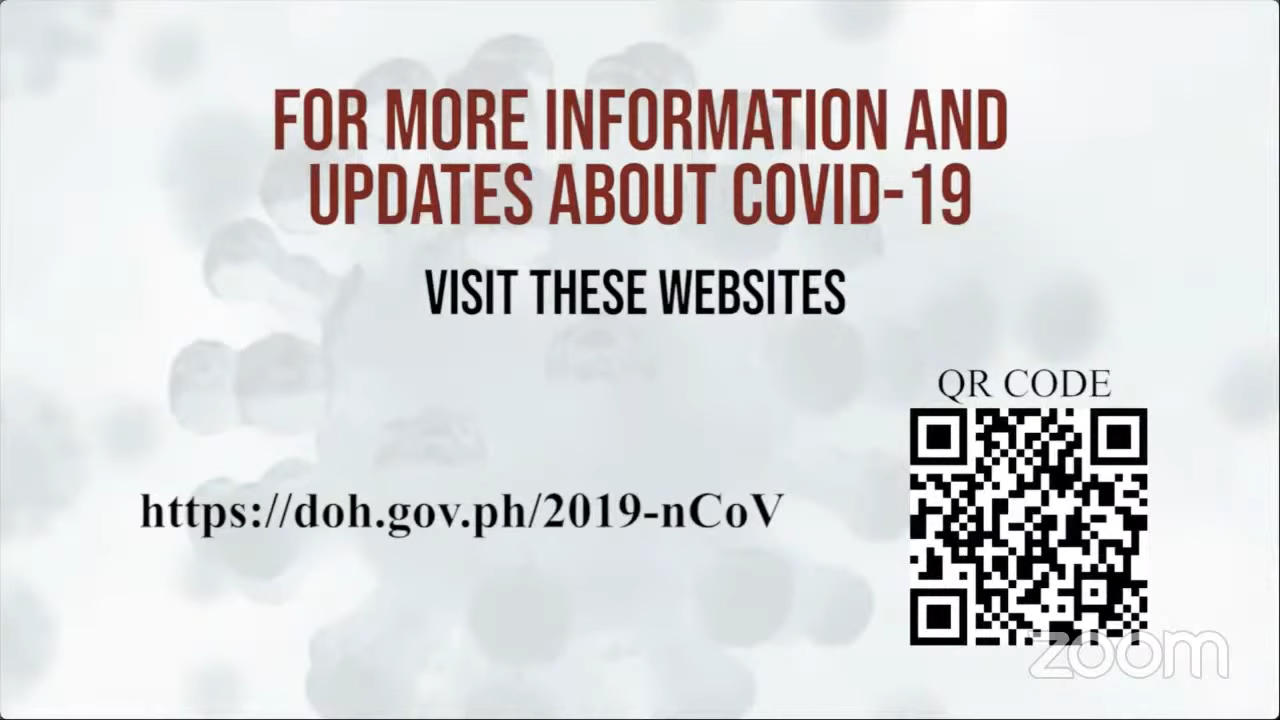 FOR MORE INFORMATION AND
UPDATES ABOUT COVID-19
VISIT THESE WEBSITES
QR CODE
https://doh.gov.ph/2019-nCoV
zoom